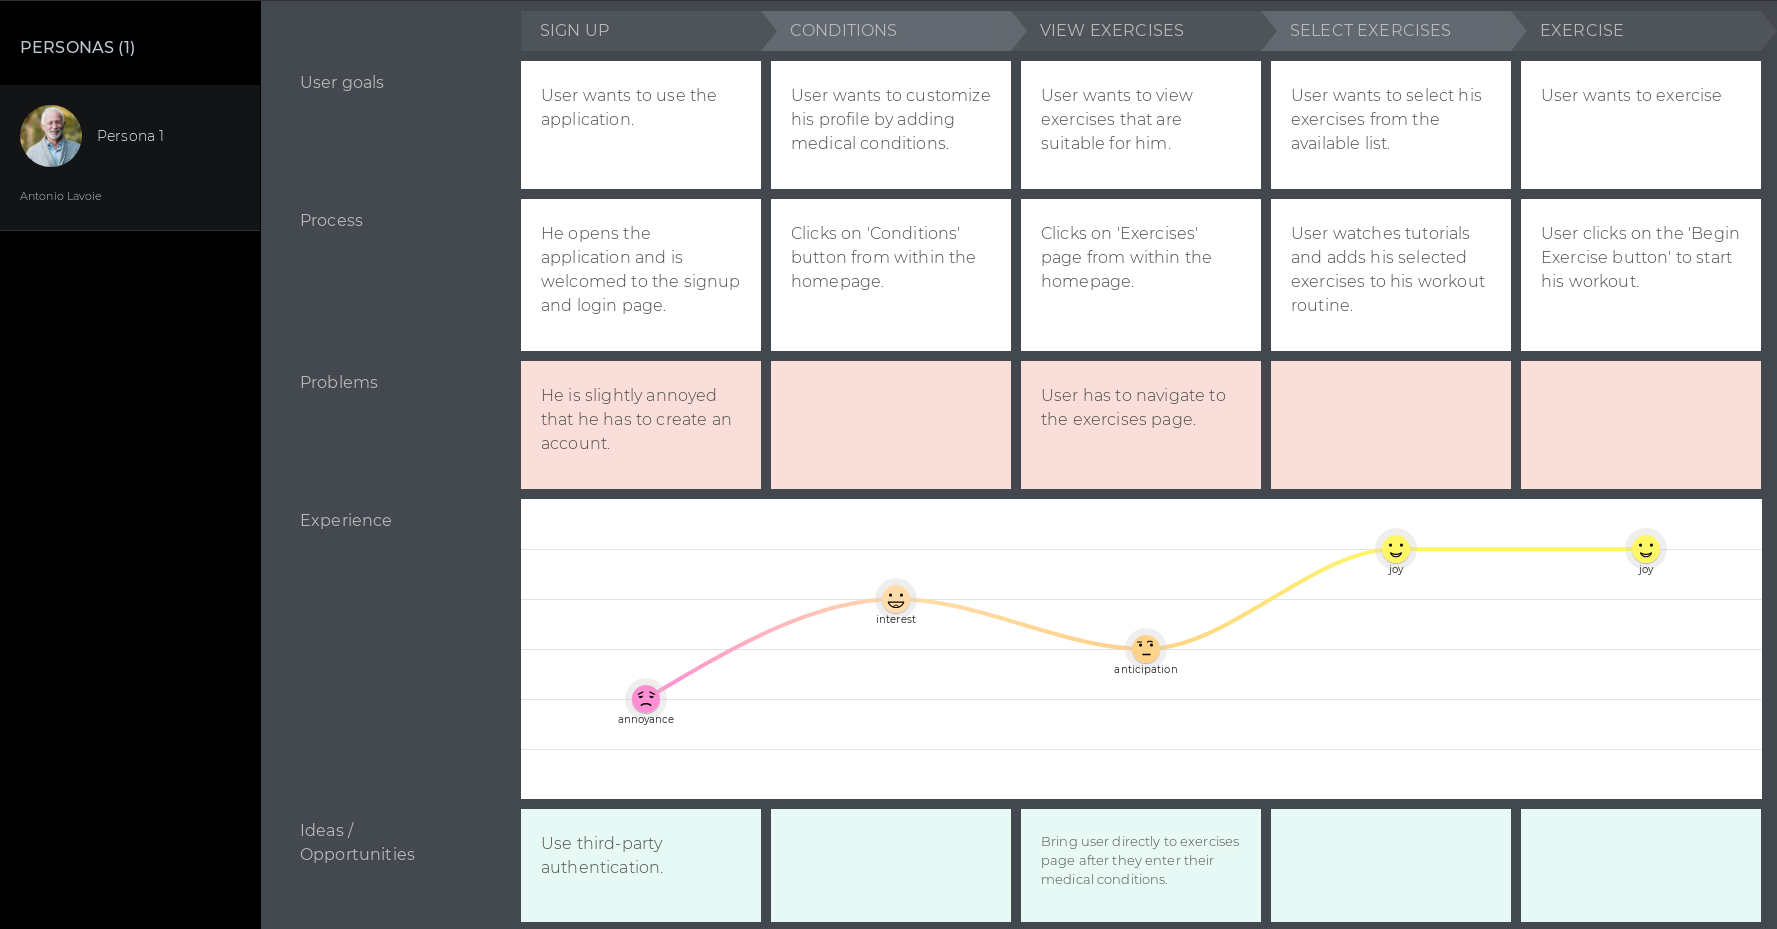 PERSONAS (1)
Persona 1
Antonio Lavoie
SIGN UP
CONDITIONS
VIEW EXERCISES
SELECT EXERCISES
EXERCISE
User goals
User wants to use the
application.
User wants to customize
his profile by adding
medical conditions.
User wants to view
exercises that are
suitable for him.
User wants to select his
exercises from the
available list.
User wants to exercise
Process
He opens the
application and is
welcomed to the signup
and login page.
Clicks on 'Conditions'
button from within the
homepage.
Clicks on 'Exercises'
page from within the
homepage.
User watches tutorials
and adds his selected
exercises to his workout
routine.
User clicks on the 'Begin
Exercise button' to start
his workout.
Problems
He is slightly annoyed
that he has to create an
account.
User has to navigate to
the exercises page.
Experience
annoyance
interest
anticipation
joy
joy
Ideas /
Opportunities
Use third-party
authentication.
Bring user directly to exercises
page after they enter their
medical conditions.